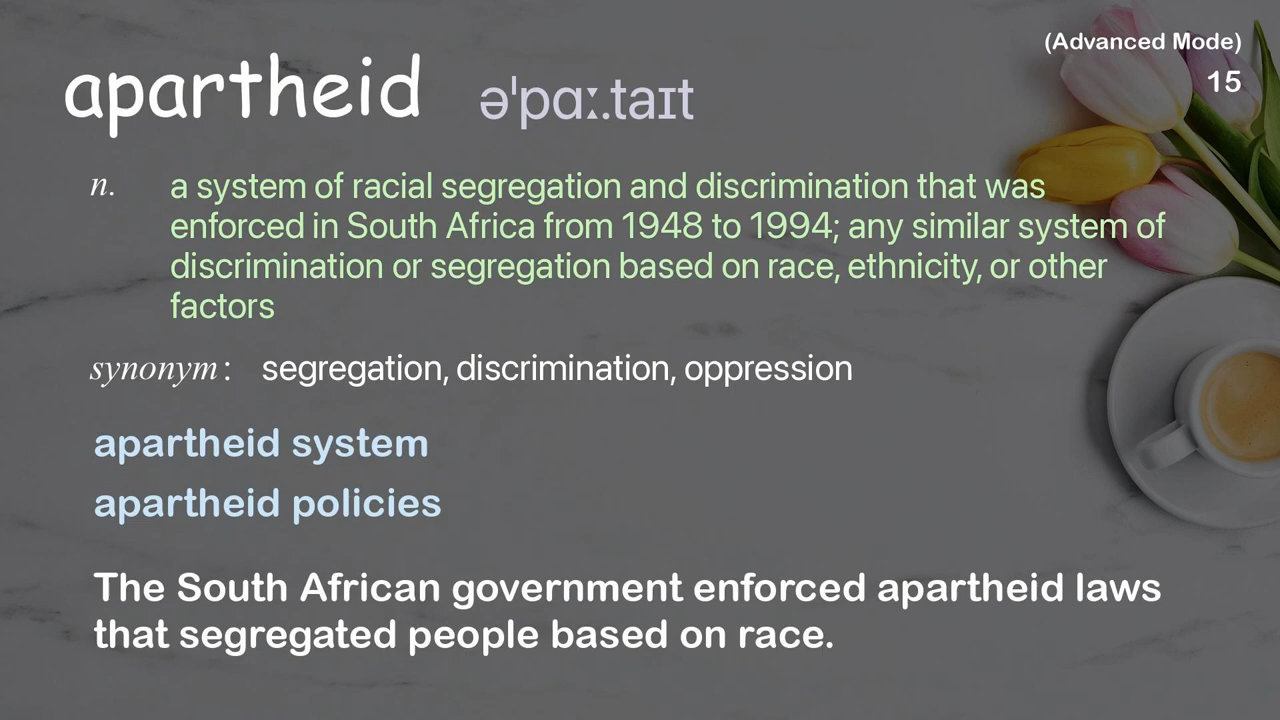 (Advanced Mode)
15
apartheid əˈpɑː.taɪt
n. a system of racial segregation and discrimination that was
enforced in South Africa from 1948 to 1994; any similar system of
discrimination or segregation based on race, ethnicity, or other
factors
synonym: segregation, discrimination, oppression
apartheid system
apartheid policies
The South African government enforced apartheid laws
that segregated people based on race.